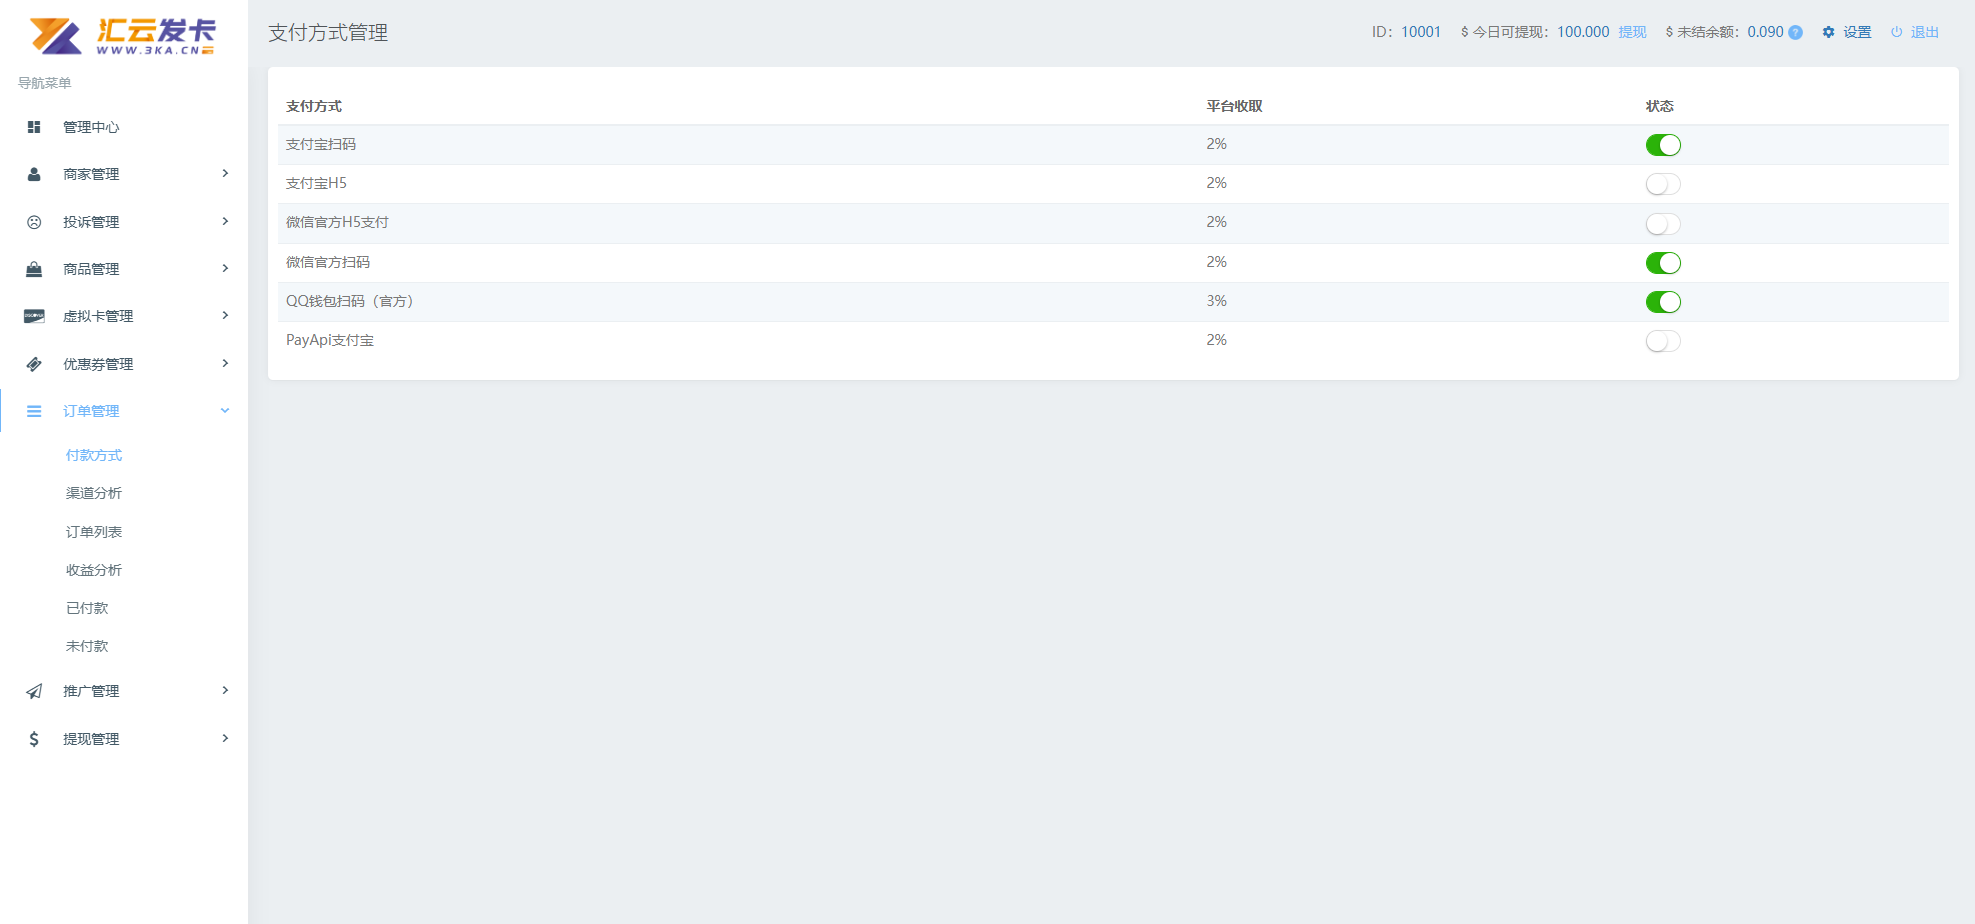 汇云发卡
WWW.3KA.CN云
导航菜单
管理中心
商家管理
投诉管理
商品管理
虚拟卡管理
优惠券管理
订单管理
付款方式
渠道分析
订单列表
收益分析
已付款
未付款
推广管理
提现管理
支付方式管理
ID：10001 $ 今日可提现：100.000 提现 $ 未结余额：0.090 ? 设置 退出
支付方式 平台收取 状态
支付宝扫码 2%
支付宝H5 2%
微信官方H5支付 2%
微信官方扫码 2%
QQ钱包扫码（官方） 3%
PayApi支付宝 2%